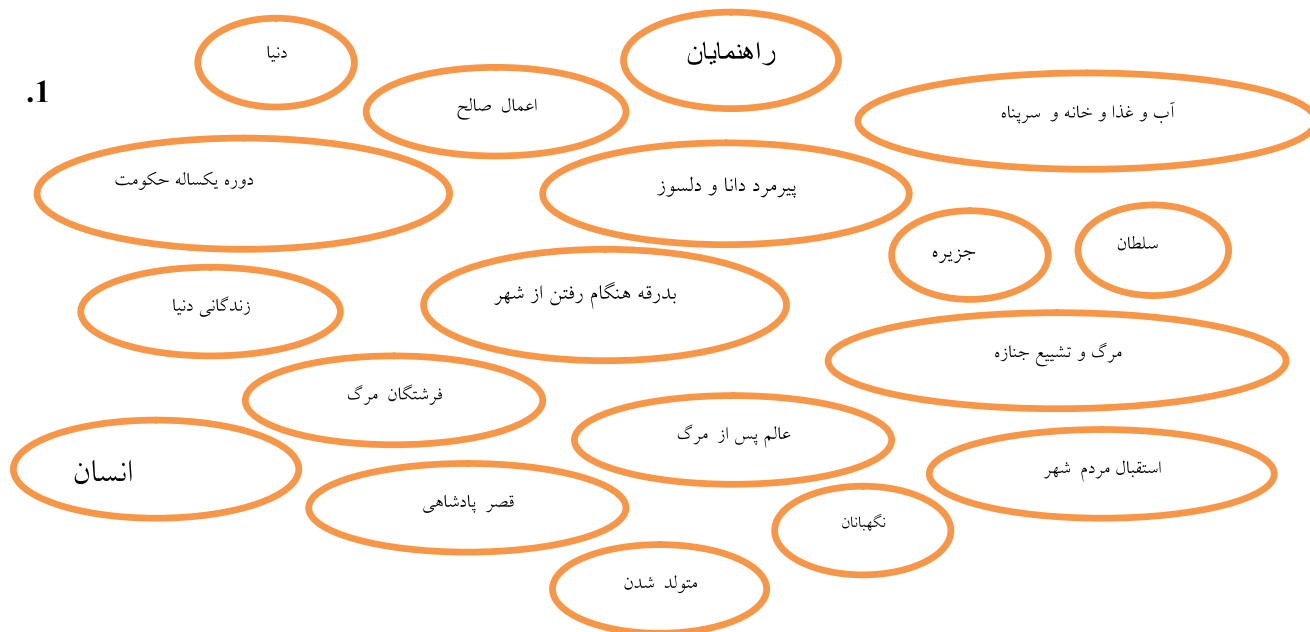 1.
دنیا
راهنمایان
اعمال صالح
آب و غذا و خانه و سرپناه
دوره یکساله حکومت
پیرمرد دانا و دلسوز
سلطان
جزیره
زندگانی دنیا
بدرقه هنگام رفتن از شهر
مرگ و تشییع جنازه
فرشتگان مرگ
عالم پس از مرگ
استقبال مردم شهر
انسان
قصر پادشاهی
نگهبانان
متولد شدن